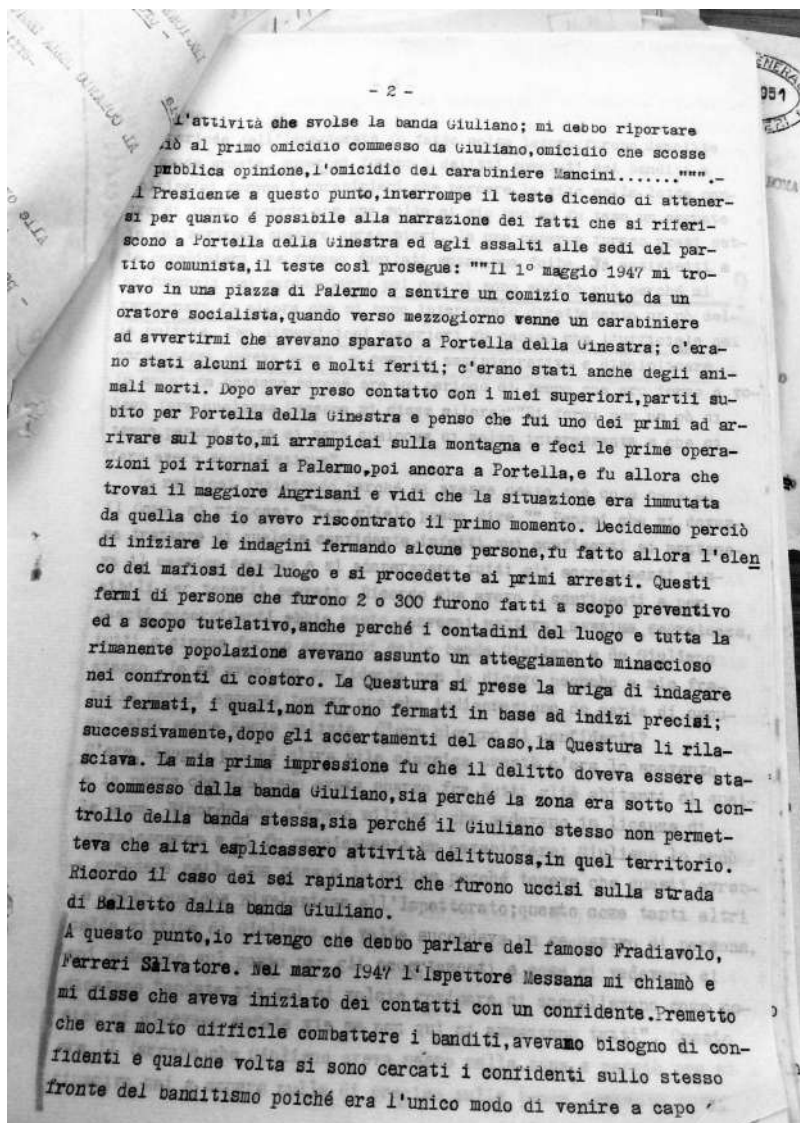 - 2 -
l'attività che svolse la banda Giuliano; mi debbo riportare
iò al primo omicidio commesso da Giuliano,omicidio che scosse
pubblica opinione,l'omicidio del carabiniere Mancini.......""".-
l Presidente a questo punto,interrompe il teste dicendo di attener-
si per quanto é possibile alla narrazione dei fatti che si riferi-
scono a Portella della Ginestra ed agli assalti alle sedi del par-
tito comunista,il teste così prosegue: ""Il 1° maggio 1947 mi tro-
vavo in una piazza di Palermo a sentire un comizio tenuto da un
oratore socialista,quando verso mezzogiorno venne un carabiniere
ad avvertirmi che avevano sparato a Portella della Ginestra; c'era-
no stati alcuni morti e molti feriti; c'erano stati anche degli ani-
mali morti. Dopo aver preso contatto con i miei superiori,partii su-
bito per Portella della Ginestra e penso che fui uno dei primi ad ar-
rivare sul posto,mi arrampicai sulla montagna e feci le prime opera-
zioni poi ritornai a Palermo,poi ancora a Portella,e fu allora che
trovai il maggiore Angrisani e vidi che la situazione era immutata
da quella che io avevo riscontrato il primo momento. Decidemmo perciò
di iniziare le indagini fermando alcune persone,fu fatto allora l'elen
co dei mafiosi del luogo e si procedette ai primi arresti. Questi
fermi di persone che furono 2 o 300 furono fatti a scopo preventivo
ed a scopo tutelativo,anche perché i contadini del luogo e tutta la
rimanente popolazione avevano assunto un atteggiamento minaccioso
nei confronti di costoro. La Questura si prese la briga di indagare
sui fermati, i quali,non furono fermati in base ad indizi precisi;
successivamente,dopo gli accertamenti del caso,la Questura li rila-
sciava. La mia prima impressione fu che il delitto doveva essere sta-
to commesso dalla banda Giuliano,sia perché la zona era sotto il con-
trollo della banda stessa,sia perché il Giuliano stesso non permet-
teva che altri esplicassero attività delittuosa,in quel territorio.
Ricordo il caso dei sei rapinatori che furono uccisi sulla strada
di Balletto dalla banda Giuliano.
A questo punto,io ritengo che debbo parlare del famoso Fradiavolo,
Ferreri Salvatore. Nel marzo 1947 l'Ispettore Messana mi chiamò e
mi disse che aveva iniziato dei contatti con un confidente.Premetto
che era molto difficile combattere i banditi,avevamo bisogno di con-
fidenti e qualche volta si sono cercati i confidenti sullo stesso
fronte del banditismo poiché era l'unico modo di venire a capo